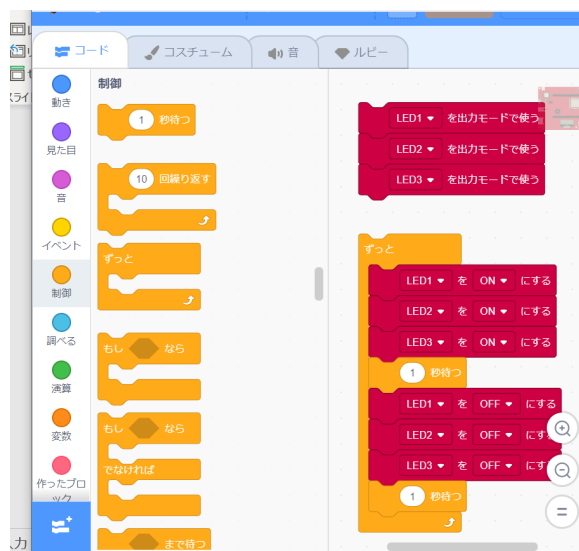 コード
コスチューム
音
ルビー
動き
見た目
音
イベント
制御
調べる
演算
変数
作ったブロ
ック
制御
1 秒待つ
10 回繰り返す
ずっと
もし なら
もし なら
でなければ
まで待つ
LED1 を出力モードで使う
LED2 を出力モードで使う
LED3 を出力モードで使う
ずっと
LED1 を ON にする
LED2 を ON にする
LED3 を ON にする
1 秒待つ
LED1 を OFF にする
LED2 を OFF にす
LED3 を OFF にす
1 秒待つ
スライ
入力